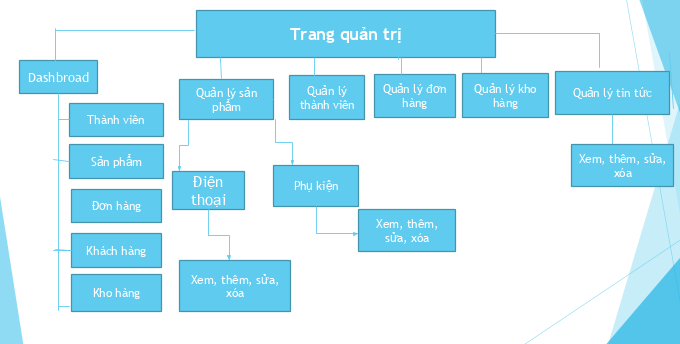 Trang quản trị
Dashbroad
Quản lý sản
phẩm
Quản lý
thành viên
Quản lý đơn
hàng
Quản lý kho
hàng
Quản lý tin tức
Thành viên
Sản phẩm
Đơn hàng
Khách hàng
Kho hàng
Điện
thoại
Phụ kiện
Xem, thêm, sửa,
xóa
Xem, thêm,
sửa, xóa
Xem, thêm, sửa,
xóa